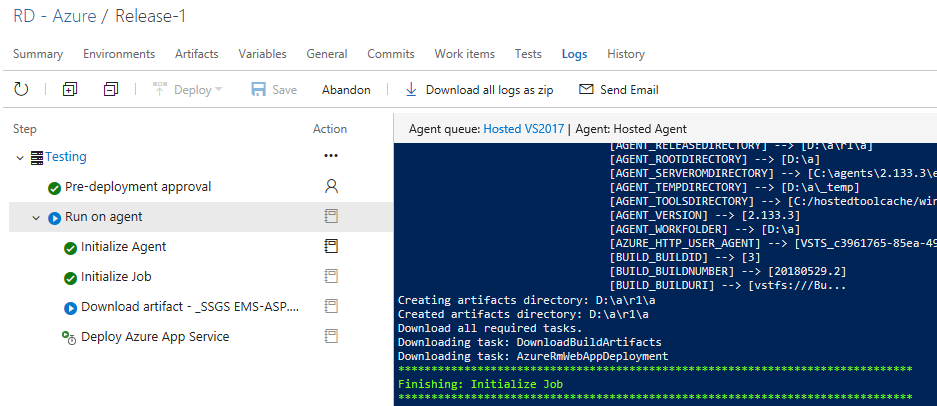 RD - Azure / Release-1
Summary Environments Artifacts Variables General Commits Work items Tests Logs History
Deploy Save Abandon Download all logs as zip Send Email
Step Action
Agent queue: Hosted VS2017 | Agent: Hosted Agent
Testing
Pre-deployment approval
Run on agent
Initialize Agent
Initialize Job
Download artifact - _SSGS EMS-ASP....
Deploy Azure App Service
[AGENT_RELEASEDIRECTORY] --> [D:\a\r1\a]
[AGENT_ROOTDIRECTORY] --> [D:\a]
[AGENT_SERVEROMDIRECTORY] --> [C:\agents\2.133.3\e
[AGENT_TEMPDIRECTORY] --> [D:\a\_temp]
[AGENT_TOOLSDIRECTORY] --> [C:/hostedtoolcache/win
[AGENT_VERSION] --> [2.133.3]
[AGENT_WORKFOLDER] --> [D:\a]
[AZURE_HTTP_USER_AGENT] --> [VSTS_c3961765-85ea-49
[BUILD_BUILDID] --> [3]
[BUILD_BUILDNUMBER] --> [20180529.2]
[BUILD_BUILDURI] --> [vstfs:///Bu...
Creating artifacts directory: D:\a\r1\a
Created artifacts directory: D:\a\r1\a
Download all required tasks.
Downloading task: DownloadBuildArtifacts
Downloading task: AzureRmWebAppDeployment
******************************************************************************
Finishing: Initialize Job
******************************************************************************